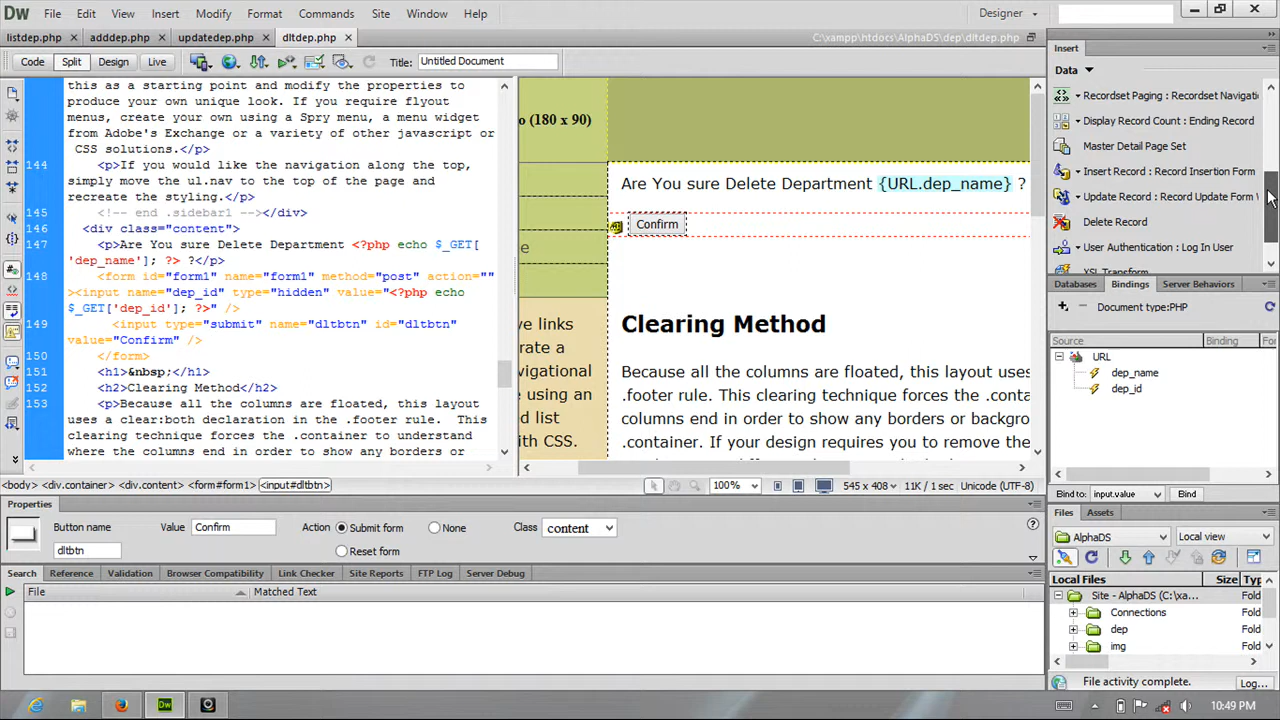 Dw File Edit View Insert Modify Format Commands Site Window Help Designer
listdep.php × adddep.php × updatedep.php × dltdep.php × C:\xampp\htdocs\AlphaDS\dep\dltdep.php
Code Split Design Live Title: Untitled Document
this as a starting point and modify the properties to
produce your own unique look. If you require flyout
menus, create your own using a Spry menu, a menu widget
from Adobe's Exchange or a variety of other javascript or
CSS solutions.</p>
144 <p>If you would like the navigation along the top,
simply move the ul.nav to the top of the page and
recreate the styling.</p>
145 <!-- end .sidebar1 --></div>
146 <div class="content">
147 <p>Are You sure Delete Department <?php echo $_GET[
'dep_name']; ?> ?</p>
148 <form id="form1" name="form1" method="post" action=""
><input name="dep_id" type="hidden" value="<?php echo
$_GET['dep_id']; ?>" />
149 <input type="submit" name="dltbtn" id="dltbtn"
value="Confirm" />
150 </form>
151 <h1>&nbsp;</h1>
152 <h2>Clearing Method</h2>
153 <p>Because all the columns are floated, this layout
uses a clear:both declaration in the .footer rule.  This
clearing technique forces the .container to understand
where the columns end in order to show any borders or
o (180 x 90)
e
ve links
rate a
vigational
e using an
d list
th CSS.
Are You sure Delete Department {URL.dep_name} ?
Confirm
Clearing Method
Because all the columns are floated, this layout uses
.footer rule. This clearing technique forces the .conta
columns end in order to show any borders or backgro
.container. If your design requires you to remove the
<body> <div.container> <div.content> <form#form1> <input#dltbtn>
100% 545 x 408 11K / 1 sec Unicode (UTF-8)
Properties
Button name Value Confirm Action Submit form None Class content
dltbtn Reset form
Search Reference Validation Browser Compatibility Link Checker Site Reports FTP Log Server Debug
File Matched Text
Insert
Data
Recordset Paging : Recordset Navigati
Display Record Count : Ending Record
Master Detail Page Set
Insert Record : Record Insertion Form
Update Record : Record Update Form
Delete Record
User Authentication : Log In User
XSL Transform
Databases Bindings Server Behaviors
Document type:PHP
Source Binding For
URL
dep_name
dep_id
Bind to: input.value Bind
Files Assets
AlphaDS Local view
Local Files Size Typ
Site - AlphaDS (C:\xa... Fold
Connections Fold
dep Fold
img Fold
File activity complete. Log...
10:49 PM